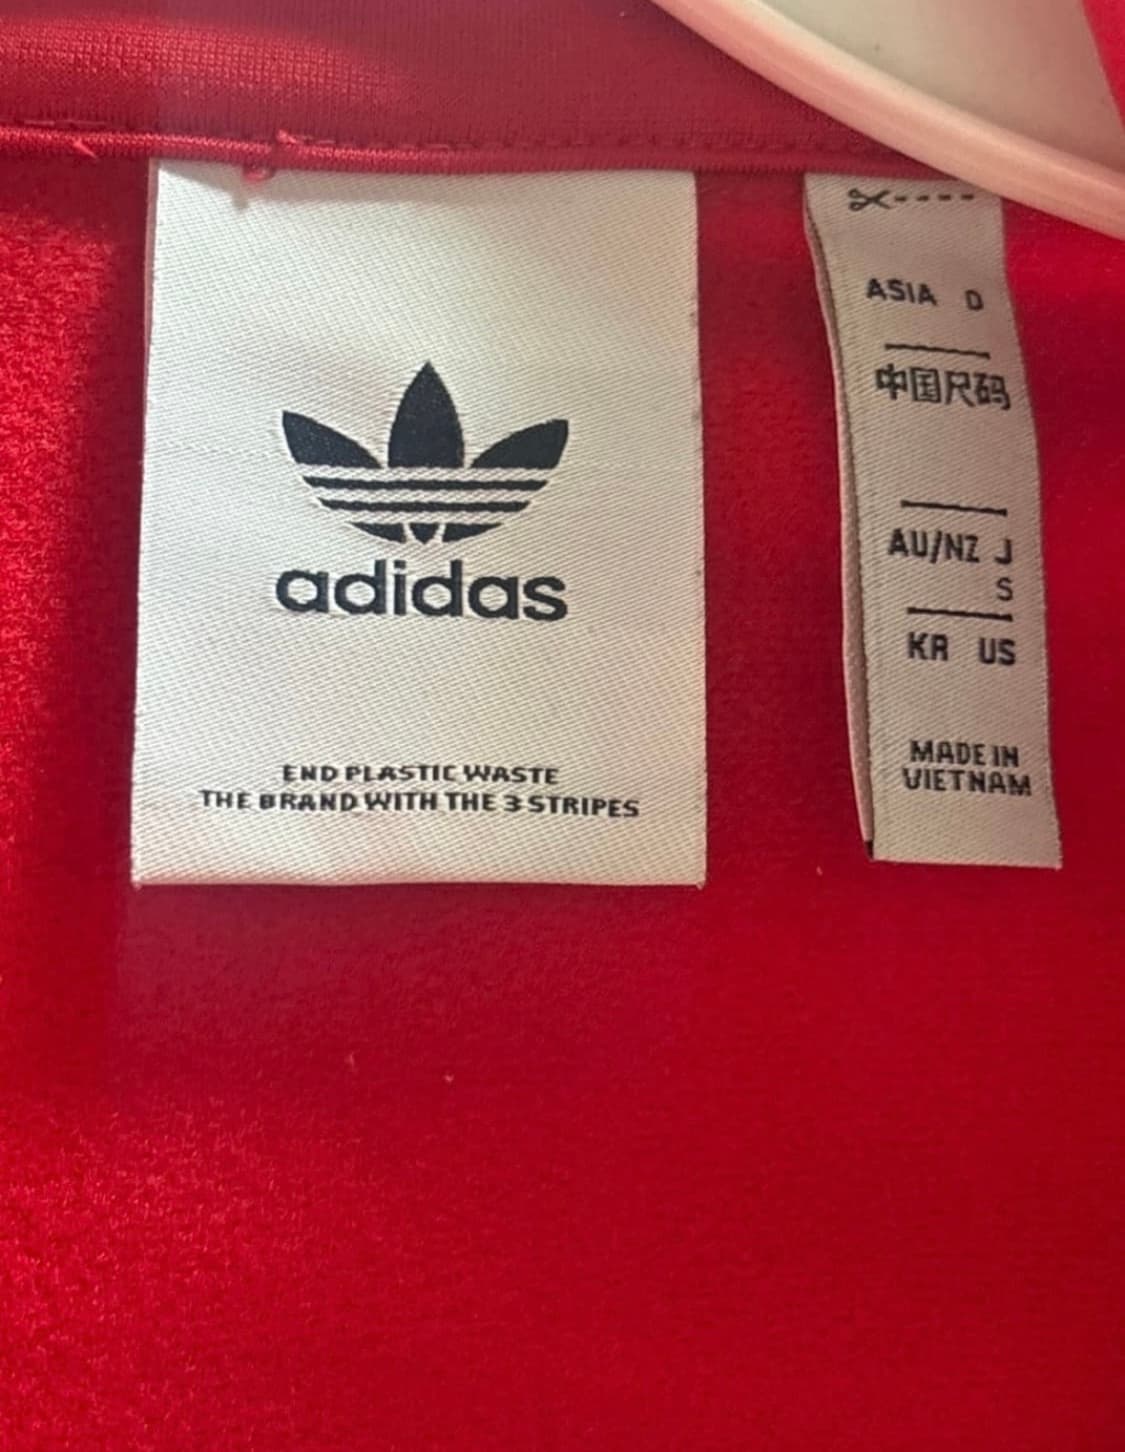 adidas
END PLASTIC WASTE
THE BRAND WITH THE 3 STRIPES
ASIA D
中国尺码
AU/NZ J
S
KR US
MADE IN
VIETNAM